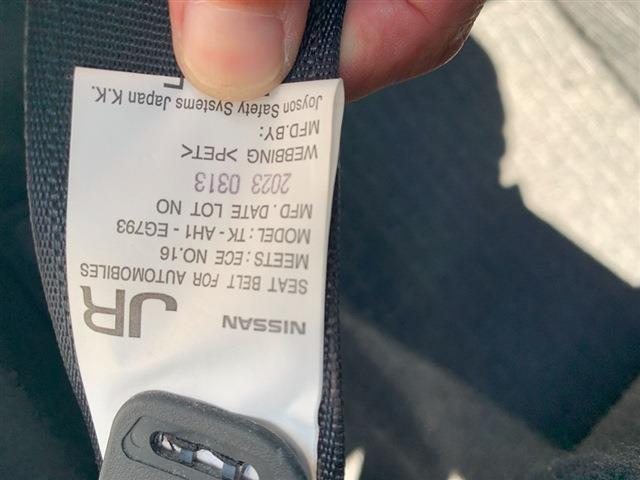 NISSAN JR
SEAT BELT FOR AUTOMOBILES
MEETS: ECE NO.16
MODEL: TK-AH1-EG793
MFD. DATE LOT NO
2023 0313
WEBBING >PET<
MFD.BY:
Joyson Safety Systems Japan K.K.